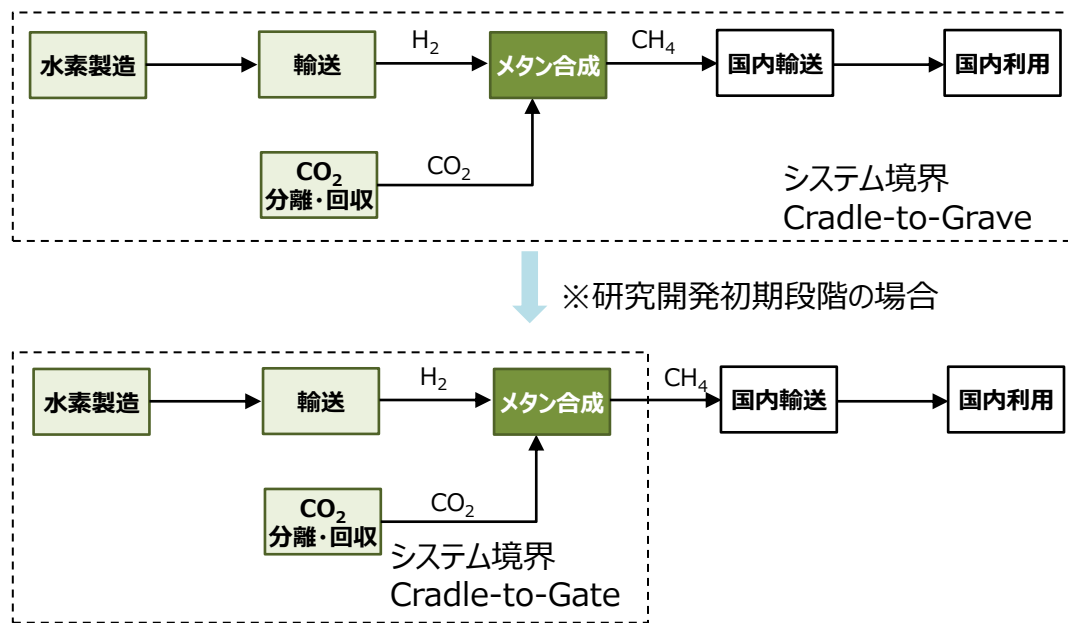 水素製造
輸送
H₂
メタン合成
CH₄
国内輸送
国内利用
CO₂
分離・回収
CO₂
システム境界
Cradle-to-Grave
※研究開発初期段階の場合
水素製造
輸送
H₂
メタン合成
CH₄
国内輸送
国内利用
CO₂
分離・回収
CO₂
システム境界
Cradle-to-Gate